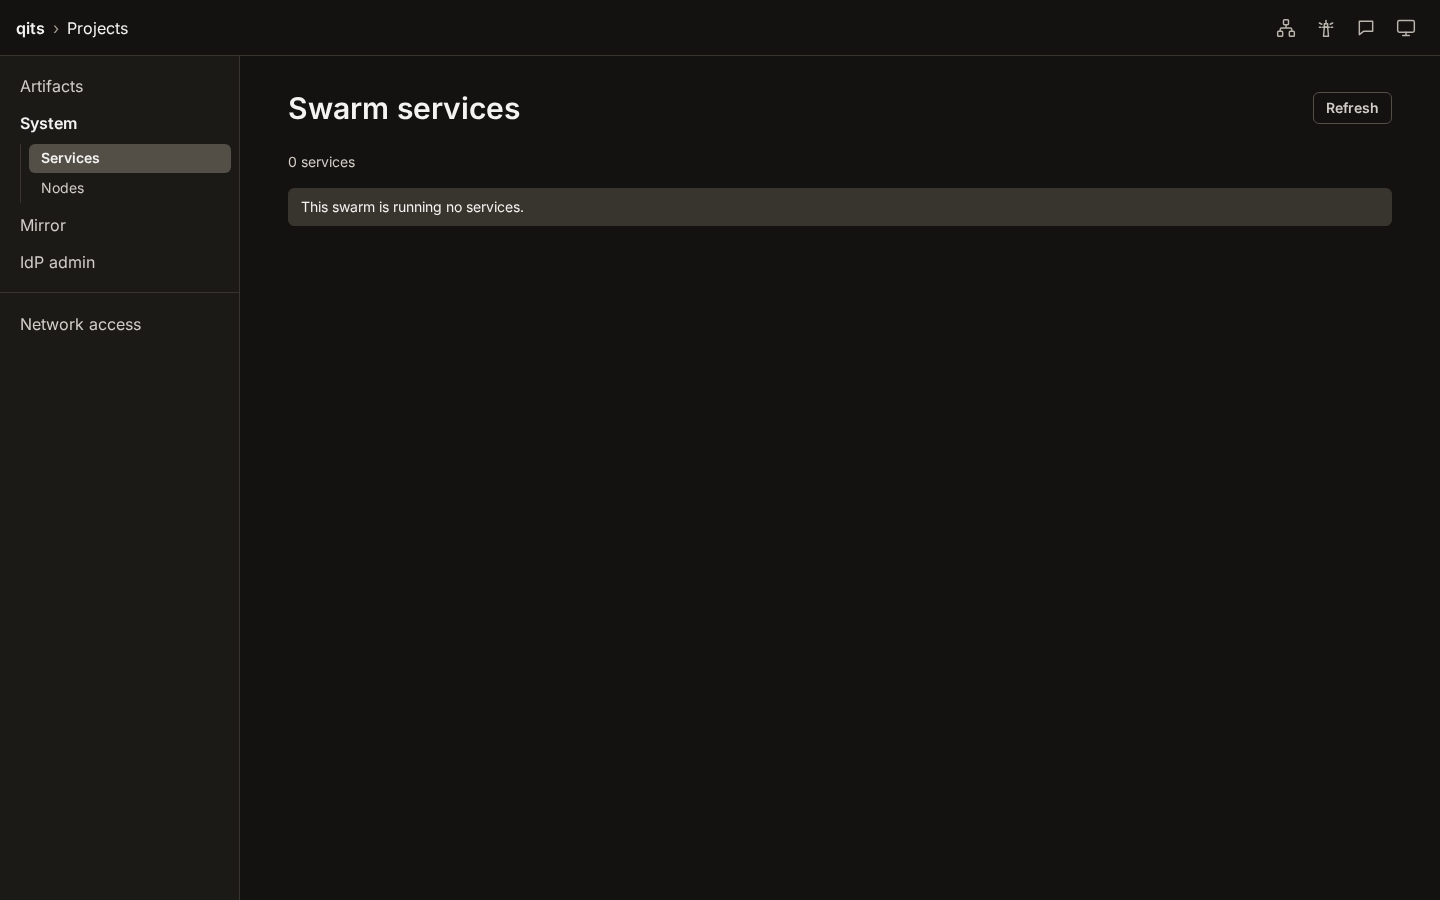 qits › Projects
Artifacts
System
Services
Nodes
Mirror
IdP admin
Network access
Swarm services
Refresh
0 services
This swarm is running no services.